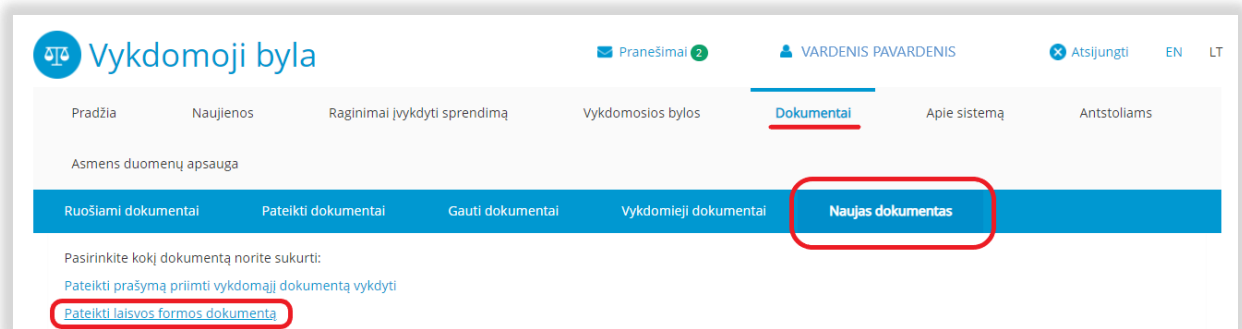 Vykdomoji byla
Pranešimai 2
VARDENIS PAVARDENIS
Atsijungti
EN
LT
Pradžia
Naujienos
Raginimai įvykdyti sprendimą
Vykdomosios bylos
Dokumentai
Apie sistemą
Antstoliams
Asmens duomenų apsauga
Ruošiami dokumentai
Pateikti dokumentai
Gauti dokumentai
Vykdomieji dokumentai
Naujas dokumentas
Pasirinkite kokį dokumentą norite sukurti:
Pateikti prašymą priimti vykdomąjį dokumentą vykdyti
Pateikti laisvos formos dokumentą